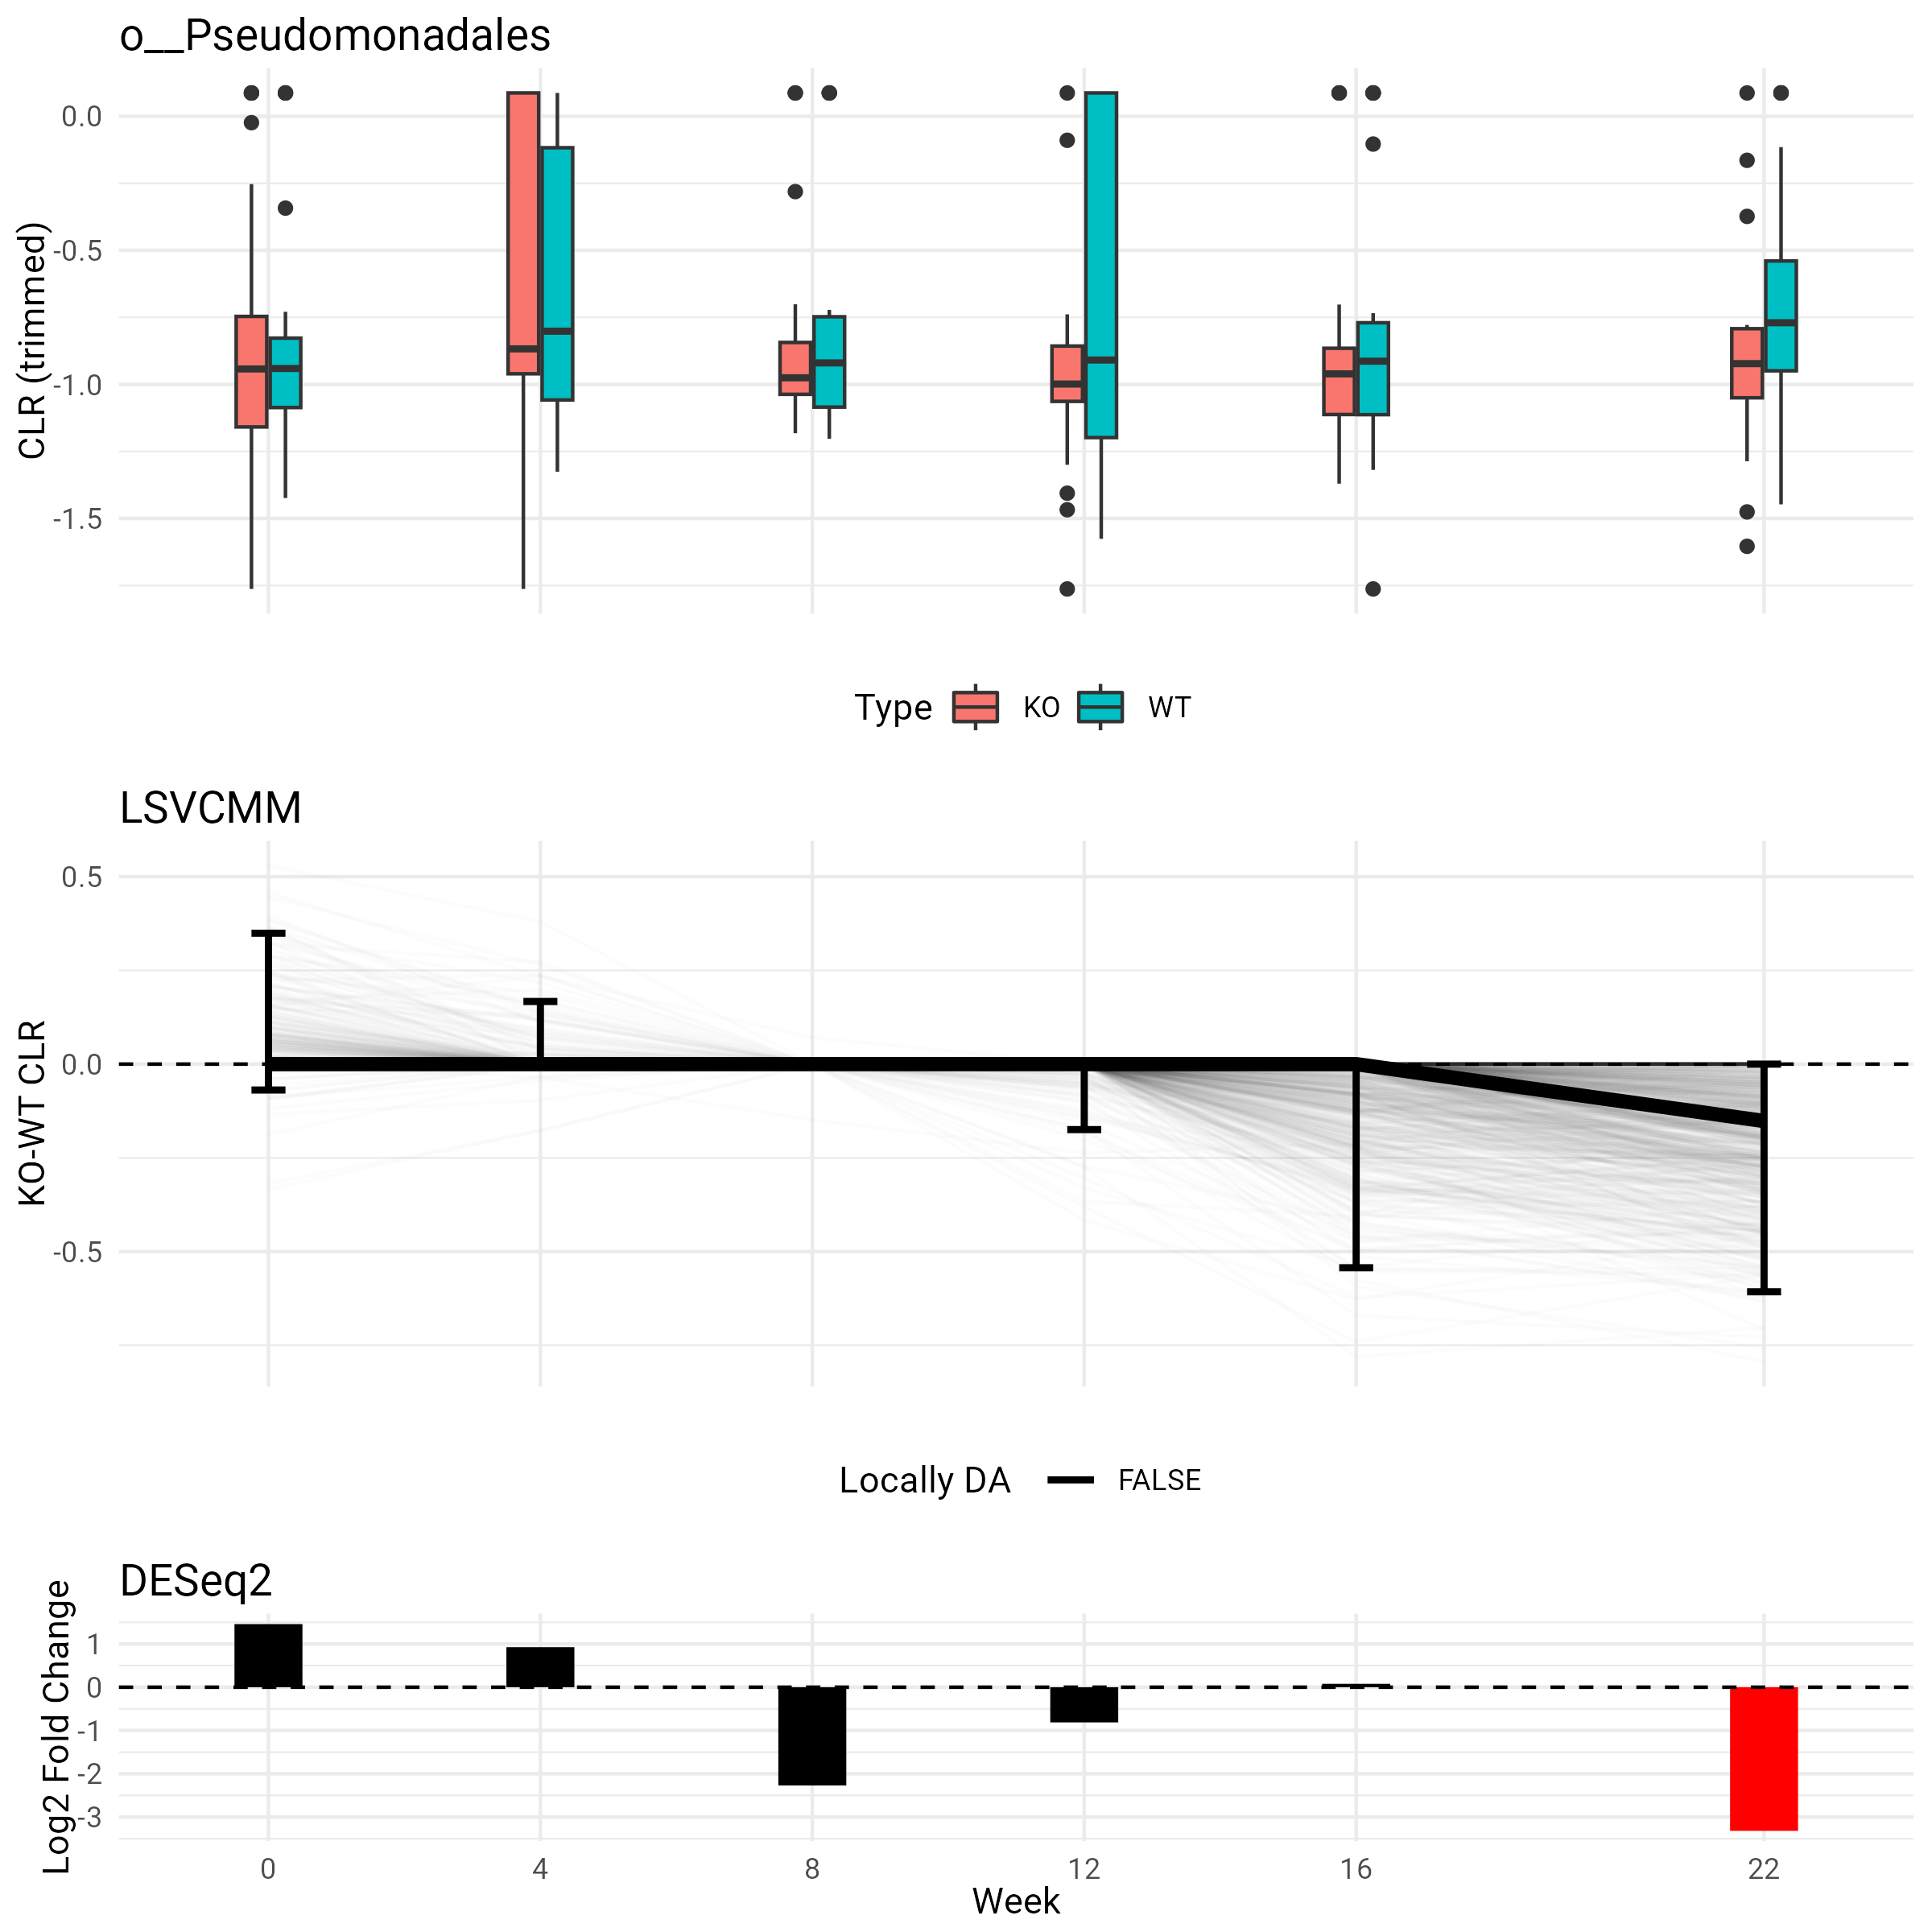 o__Pseudomonadales
CLR (trimmed)
0.0
-0.5
-1.0
-1.5
Type KO WT
LSVCMM
KO-WT CLR
0.5
0.0
-0.5
Locally DA FALSE
DESeq2
Log2 Fold Change
1
0
-1
-2
-3
0 4 8 12 16 22
Week